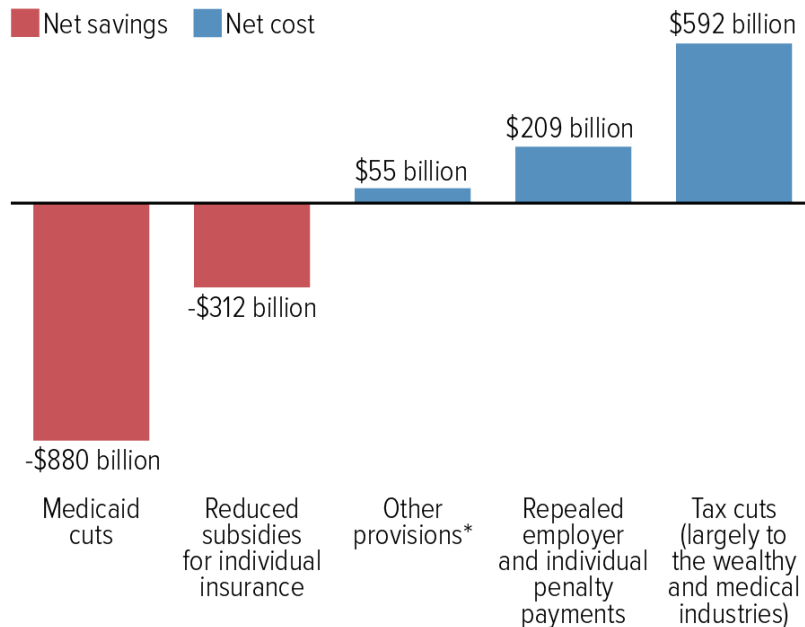 Net savings
Net cost
$592 billion
$209 billion
$55 billion
-$312 billion
-$880 billion
Medicaid
cuts
Reduced
subsidies
for individual
insurance
Other
provisions*
Repealed
employer
and individual
penalty
payments
Tax cuts
(largely to
the wealthy
and medical
industries)